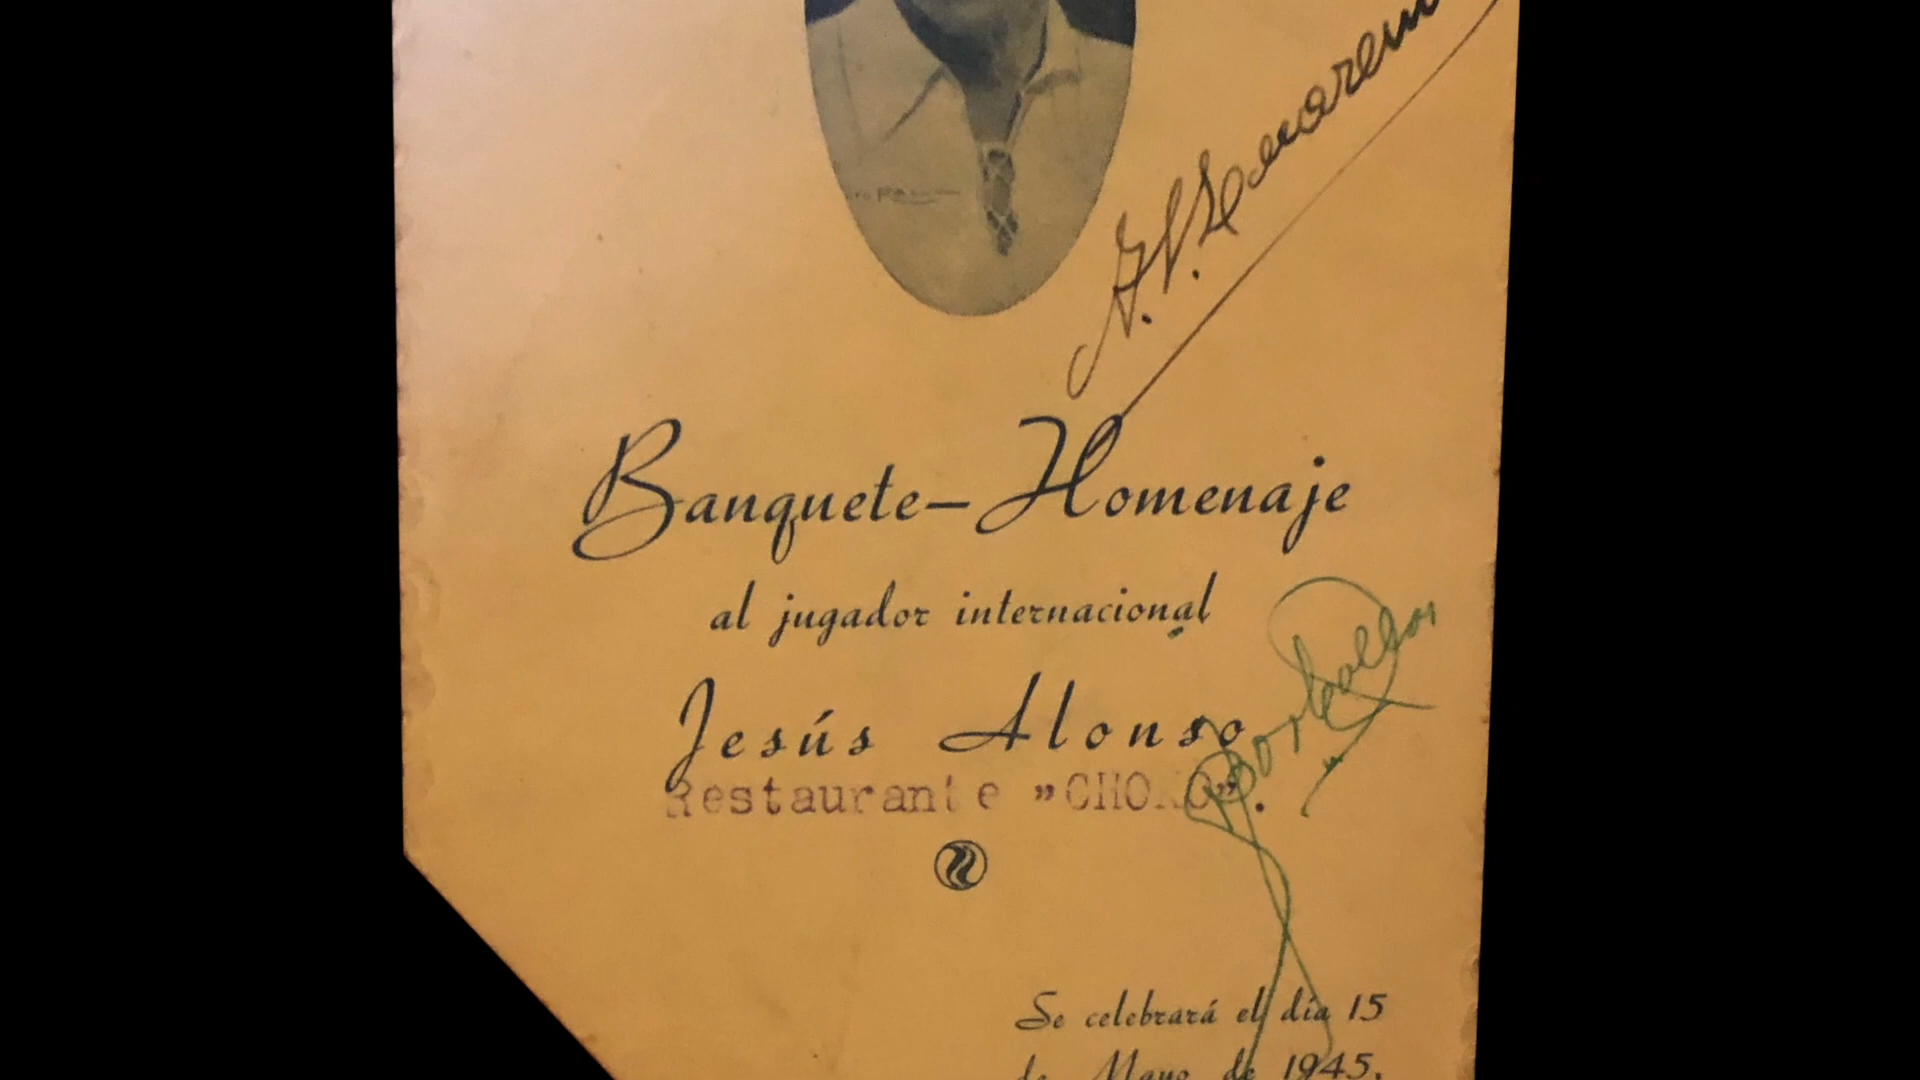 Banquete—Homenaje
al jugador internacional
Jesús Alonso
Restaurante »CHOKO».
Se celebrará el día 15
de Mayo de 1945.